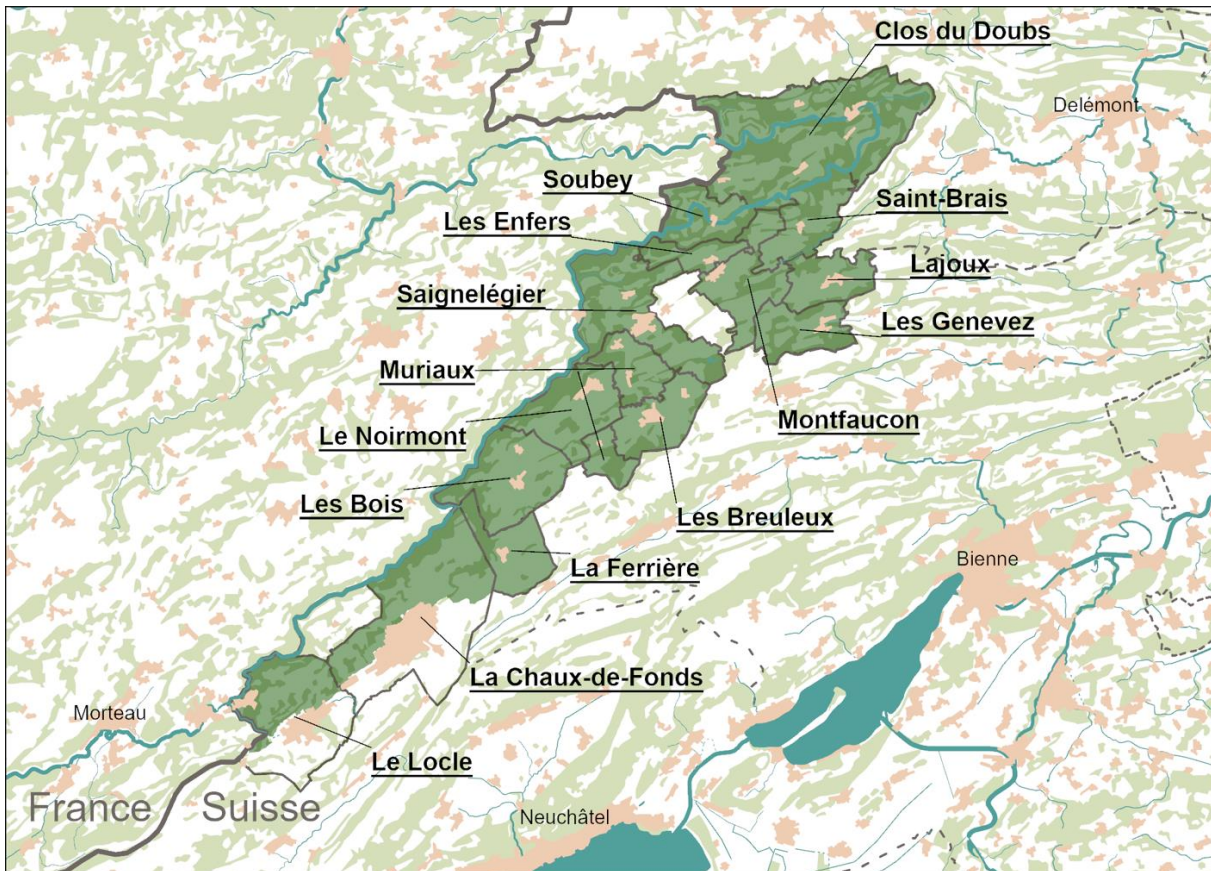 Clos du Doubs
Delémont
Soubey
Saint-Brais
Les Enfers
Lajoux
Saignelégier
Les Genevez
Muriaux
Montfaucon
Le Noirmont
Les Bois
Les Breuleux
Bienne
La Ferrière
La Chaux-de-Fonds
Morteau
Le Locle
France Suisse
Neuchâtel